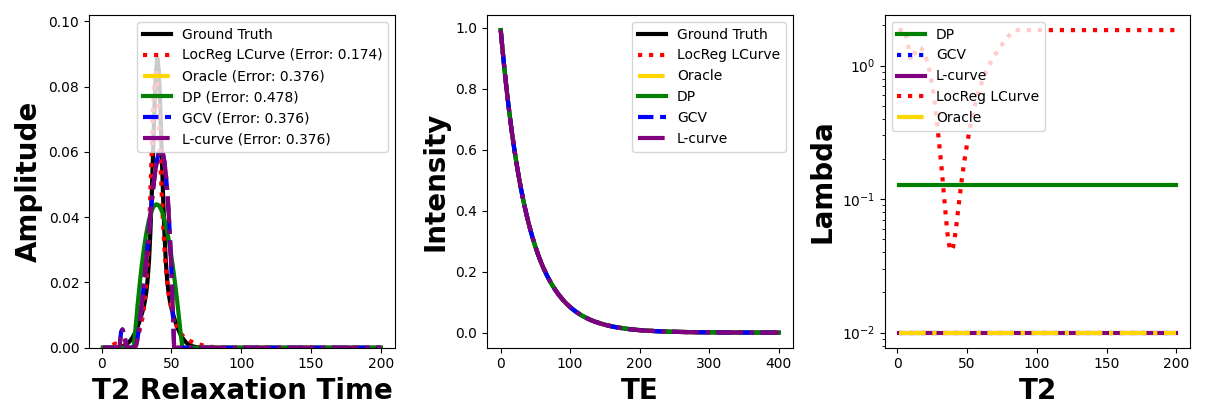 0.10
0.08
0.06
0.04
0.02
0.00
Amplitude
Ground Truth
LocReg LCurve (Error: 0.174)
Oracle (Error: 0.376)
DP (Error: 0.478)
GCV (Error: 0.376)
L-curve (Error: 0.376)
0 50 100 150 200
T2 Relaxation Time
1.0
0.8
0.6
0.4
0.2
0.0
Intensity
Ground Truth
LocReg LCurve
Oracle
DP
GCV
L-curve
0 100 200 300 400
TE
10⁰
10⁻¹
10⁻²
Lambda
DP
GCV
L-curve
LocReg LCurve
Oracle
0 50 100 150 200
T2